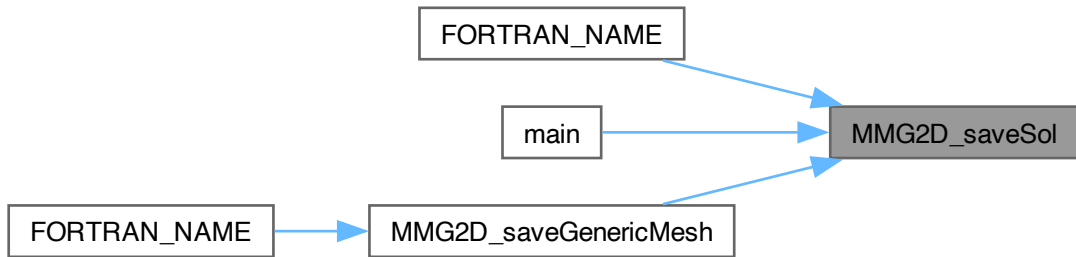 FORTRAN_NAME
main
MMG2D_saveSol
FORTRAN_NAME
MMG2D_saveGenericMesh